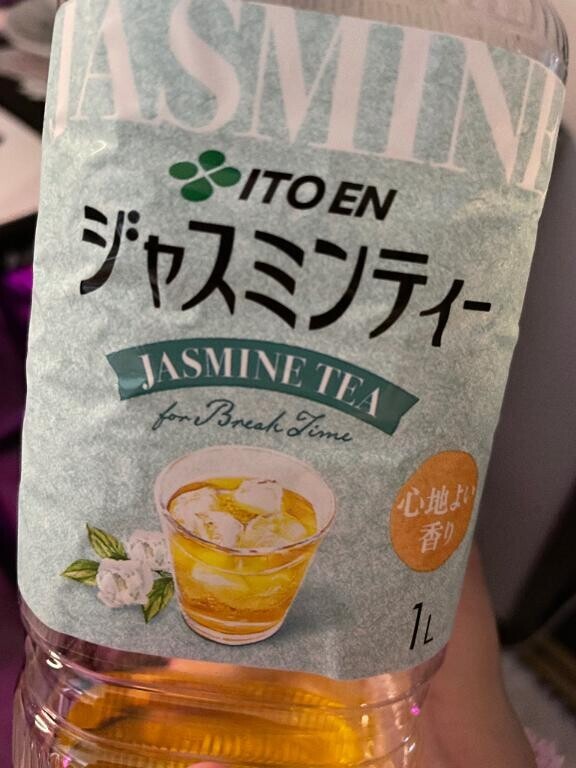 JASMINE
ITO EN
ジャスミンティー
JASMINE TEA
for Break Time
心地よい
香り
1L